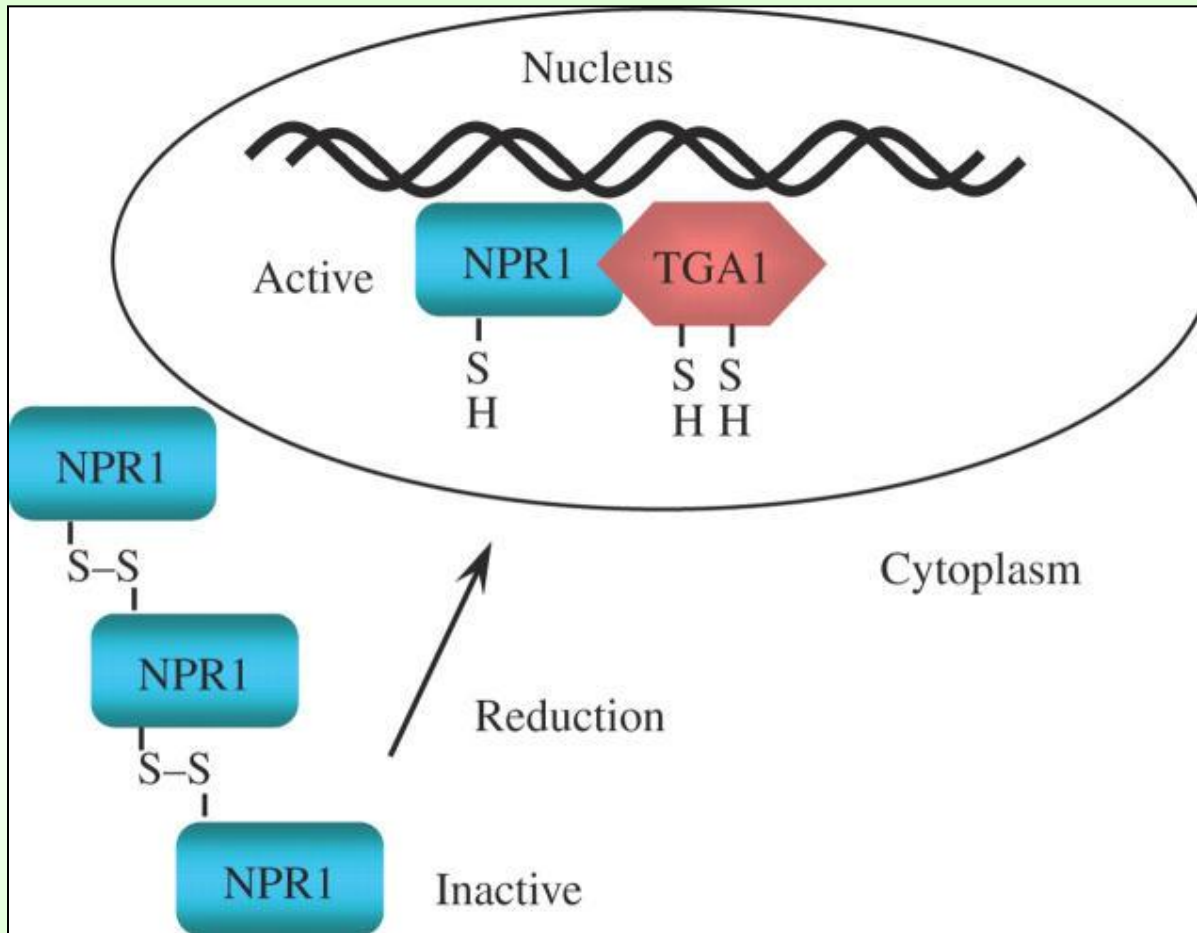 Nucleus
Active
NPR1
TGA1
S
H
S S
H H
NPR1
S–S
Cytoplasm
NPR1
Reduction
S–S
NPR1
Inactive